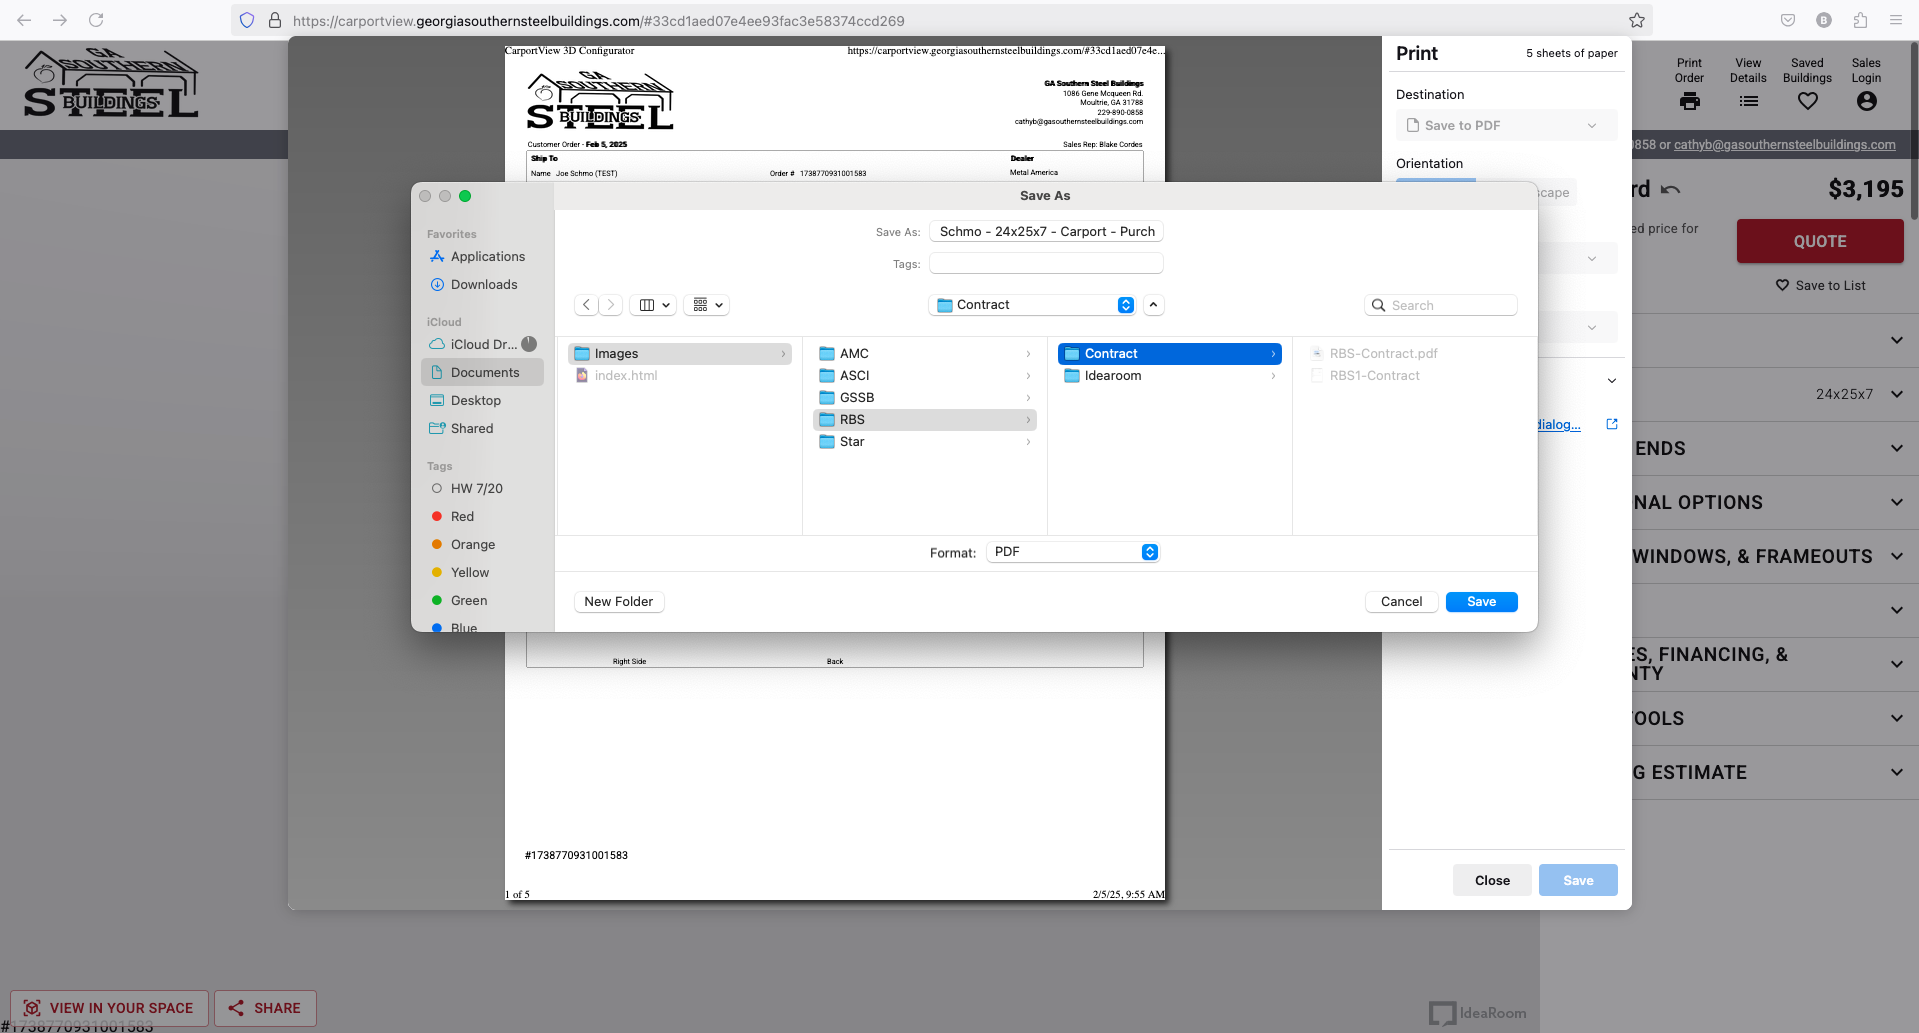 https://carportview.georgiasouthernsteelbuildings.com/#33cd1aed07e4ee93fac3e58374ccd269
B
GA
SOUTHERN
STEEL
BUILDINGS
Print
Order
View
Details
Saved
Buildings
Sales
Login
0858 or cathyb@gasouthernsteelbuildings.com
rd
$3,195
ed price for
QUOTE
Save to List
24x25x7
ENDS
NAL OPTIONS
WINDOWS, & FRAMEOUTS
ES, FINANCING, &
NTY
TOOLS
G ESTIMATE
CarportView 3D Configurator
https://carportview.georgiasouthernsteelbuildings.com/#33cd1aed07e4e...
GA
SOUTHERN
STEEL
BUILDINGS
GA Southern Steel Buildings
1086 Gene Mcqueen Rd.
Moultrie, GA 31788
229-890-0858
cathyb@gasouthernsteelbuildings.com
Customer Order - Feb 5, 2025
Sales Rep: Blake Cordes
Ship To
Dealer
Name Joe Schmo (TEST)
Order # 1738770931001583
Metal America
Print
5 sheets of paper
Destination
Save to PDF
Orientation
scape
dialog...
Close
Save
Save As
Favorites
Applications
Downloads
iCloud
iCloud Dr...
Documents
Desktop
Shared
Tags
HW 7/20
Red
Orange
Yellow
Green
Blue
Save As:
Schmo - 24x25x7 - Carport - Purch
Tags:
Contract
Search
Images
index.html
AMC
ASCI
GSSB
RBS
Star
Contract
Idearoom
RBS-Contract.pdf
RBS1-Contract
Format:
PDF
New Folder
Cancel
Save
Right Side
Back
#1738770931001583
1 of 5
2/5/25, 9:55 AM
VIEW IN YOUR SPACE
SHARE
#1738770931001583
IdeaRoom